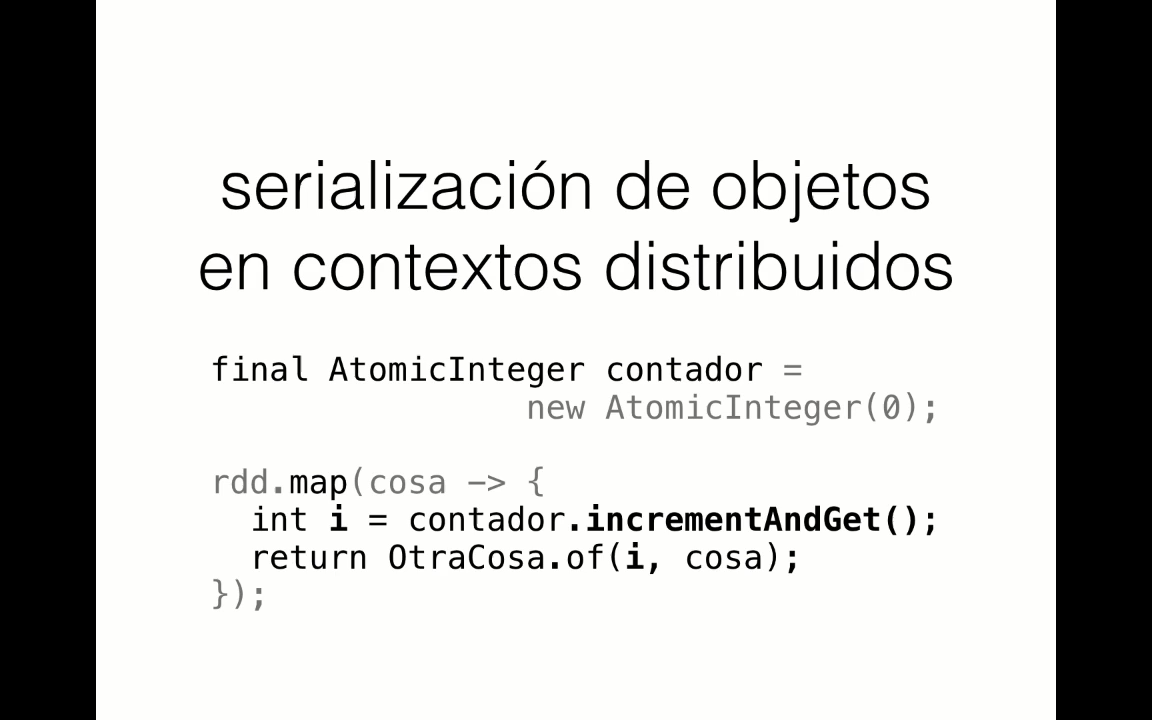 serialización de objetos
en contextos distribuidos
final AtomicInteger contador =
new AtomicInteger(0);
rdd.map(cosa -> {
int i = contador.incrementAndGet();
return OtraCosa.of(i, cosa);
});